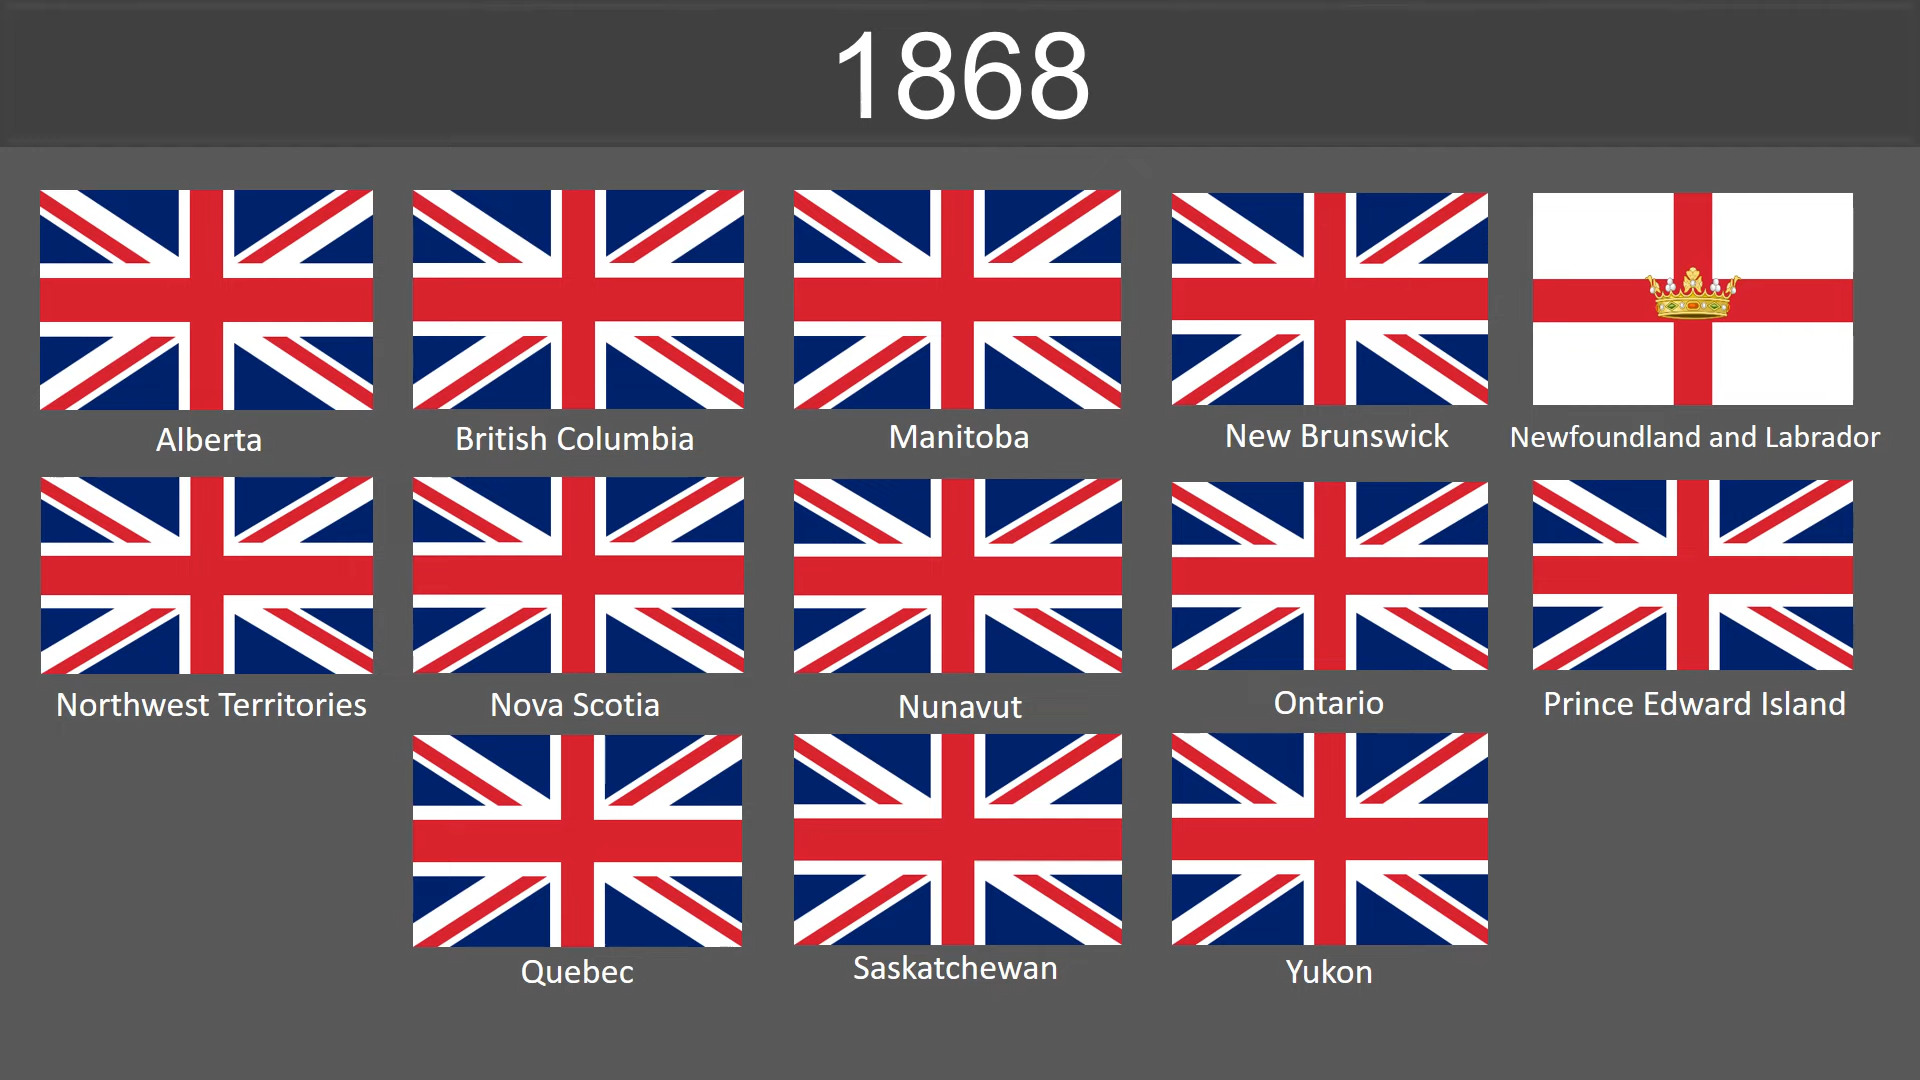 1868
Alberta
British Columbia
Manitoba
New Brunswick
Newfoundland and Labrador
Northwest Territories
Nova Scotia
Nunavut
Ontario
Prince Edward Island
Quebec
Saskatchewan
Yukon